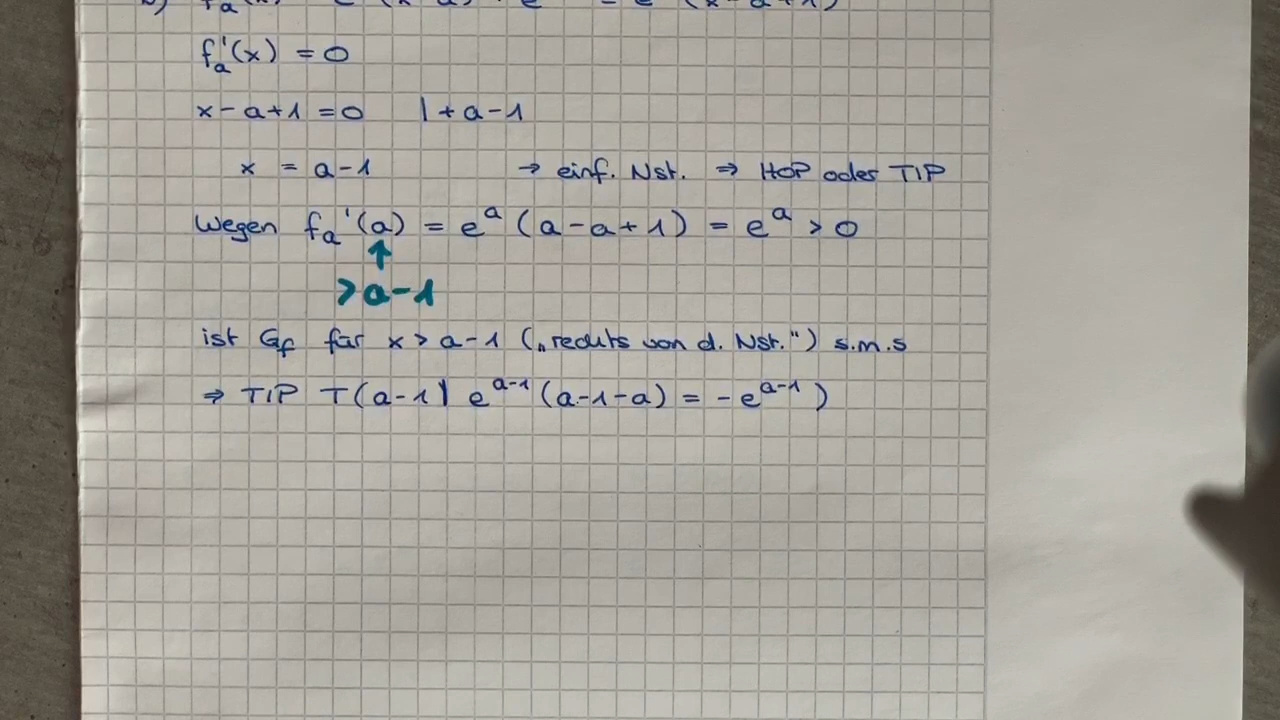 f_a'(x) = 0
x - a + 1 = 0 | + a - 1
x = a - 1 → einf. Nst. ⇒ HOP oder TIP
Wegen f_a'(a) = e^a (a - a + 1) = e^a > 0
↑
> a - 1
ist G_f für x > a - 1 („rechts von d. Nst.") s.m.s
⇒ TIP T(a - 1 | e^{a-1} (a - 1 - a) = - e^{a-1})